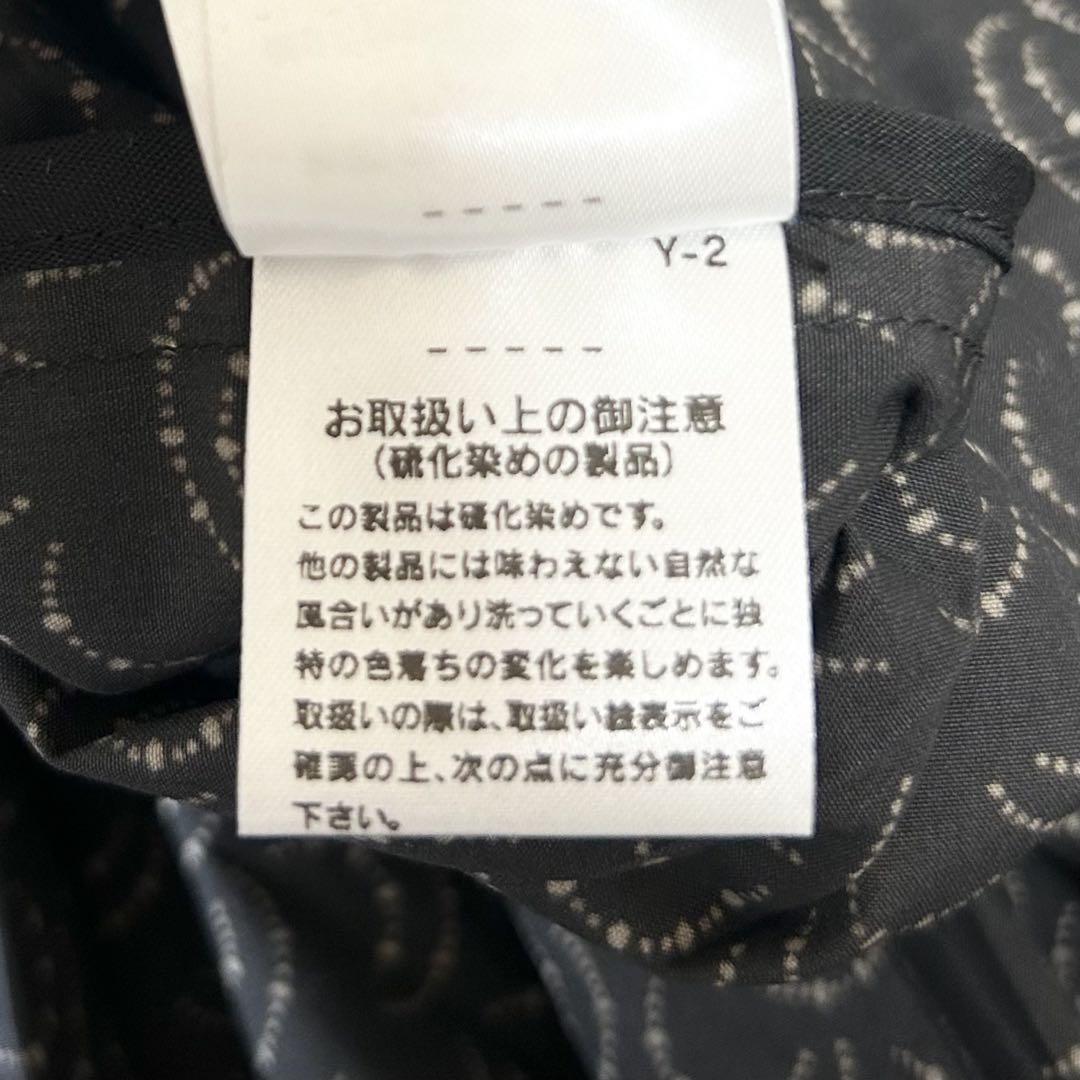 Y-2
お取扱い上の御注意
(硫化染めの製品)
この製品は硫化染めです。
他の製品には味わえない自然な
風合いがあり洗っていくごとに独
特の色落ちの変化を楽しめます。
取扱いの際は、取扱い絵表示をご
確認の上、次の点に充分御注意
下さい。